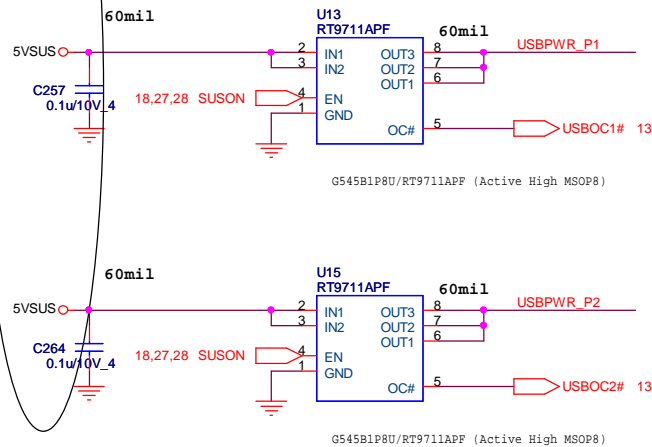 60mil
U13
RT9711APF
60mil
5VSUS
2 IN1 OUT3 8 USBPWR_P1
3 IN2 OUT2 7
OUT1 6
C257
0.1u/10V_4
18,27,28 SUSON 4 EN
1 GND
OC# 5 USBOC1# 13
G545B1P8U/RT9711APF (Active High MSOP8)
60mil
U15
RT9711APF
60mil
5VSUS
2 IN1 OUT3 8 USBPWR_P2
3 IN2 OUT2 7
OUT1 6
C264
0.1u/10V_4
18,27,28 SUSON 4 EN
1 GND
OC# 5 USBOC2# 13
G545B1P8U/RT9711APF (Active High MSOP8)